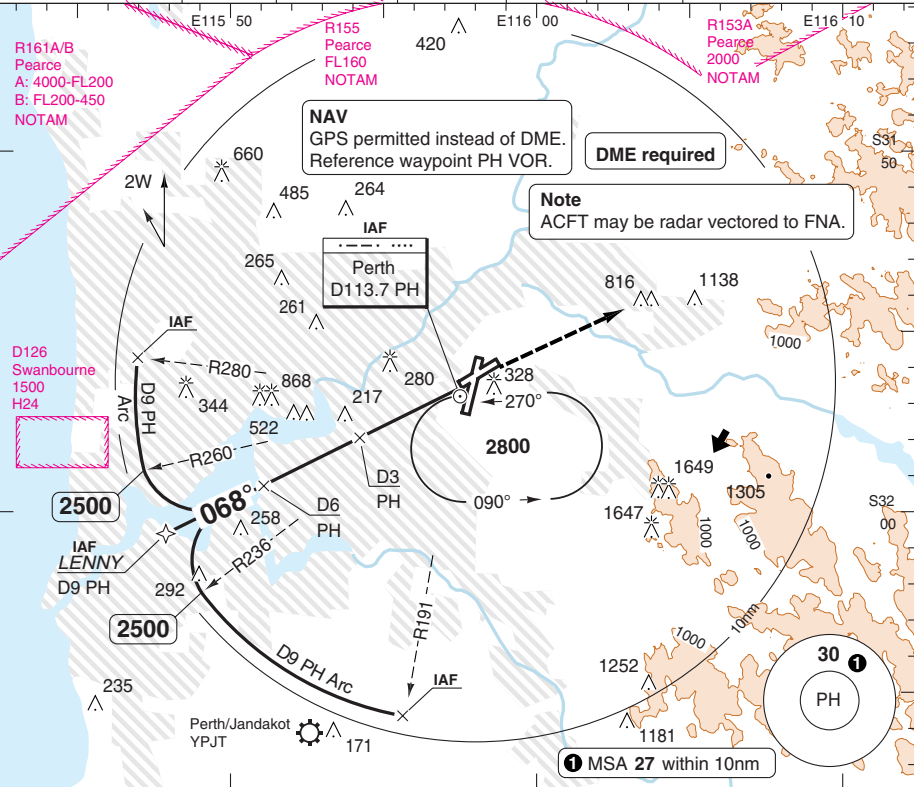 E115 50
E116 00
E116 10
R161A/B
Pearce
A: 4000-FL200
B: FL200-450
NOTAM
R155
Pearce
FL160
NOTAM
420
R153A
Pearce
2000
NOTAM
NAV
GPS permitted instead of DME.
Reference waypoint PH VOR.
DME required
S31
50
Note
ACFT may be radar vectored to FNA.
2W
660
485
264
IAF
Perth
D113.7 PH
265
261
816
1138
1000
IAF
D126
Swanbourne
1500
H24
R280
344
868
280
328
270°
217
522
D9 PH
Arc
R260
2800
2500
068°
D3
PH
090°
1649
1305
1647
1000
1000
S32
00
D6
PH
258
IAF
LENNY
D9 PH
R236
292
2500
R191
D9 PH Arc
IAF
10nm
1000
1252
1181
235
Perth/Jandakot
YPJT
171
30 1
PH
1 MSA 27 within 10nm